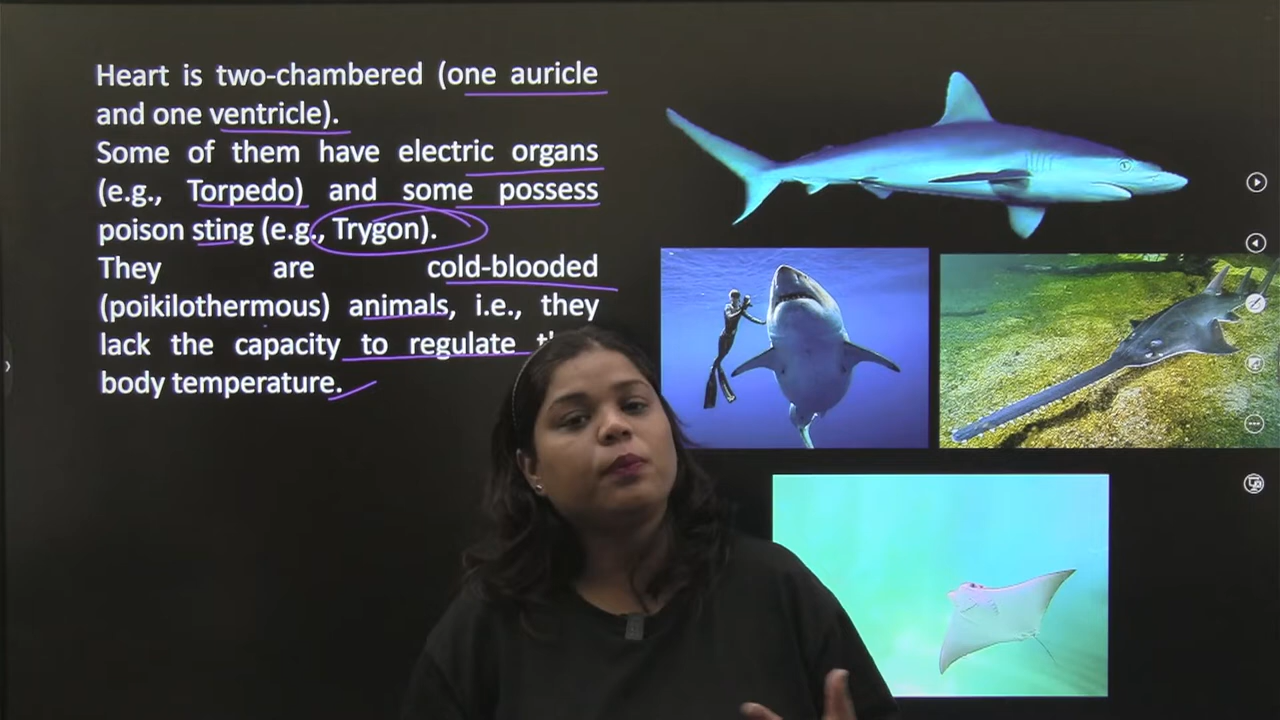 Heart is two-chambered (one auricle
and one ventricle).
Some of them have electric organs
(e.g., Torpedo) and some possess
poison sting (e.g., Trygon).
They are cold-blooded
(poikilothermous) animals, i.e., they
lack the capacity to regulate
body temperature.